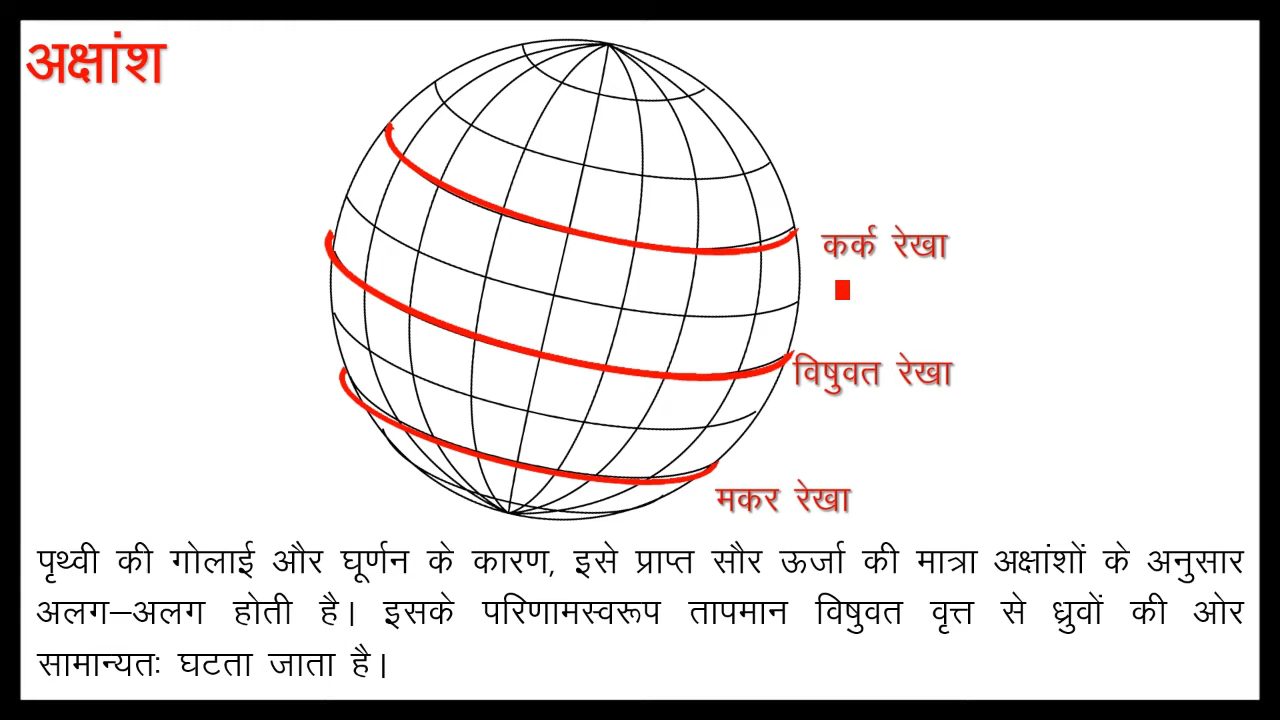 अक्षांश
कर्क रेखा
विषुवत रेखा
मकर रेखा
पृथ्वी की गोलाई और घूर्णन के कारण, इसे प्राप्त सौर ऊर्जा की मात्रा अक्षांशों के अनुसार
अलग–अलग होती है। इसके परिणामस्वरूप तापमान विषुवत वृत्त से ध्रुवों की ओर
सामान्यतः घटता जाता है।